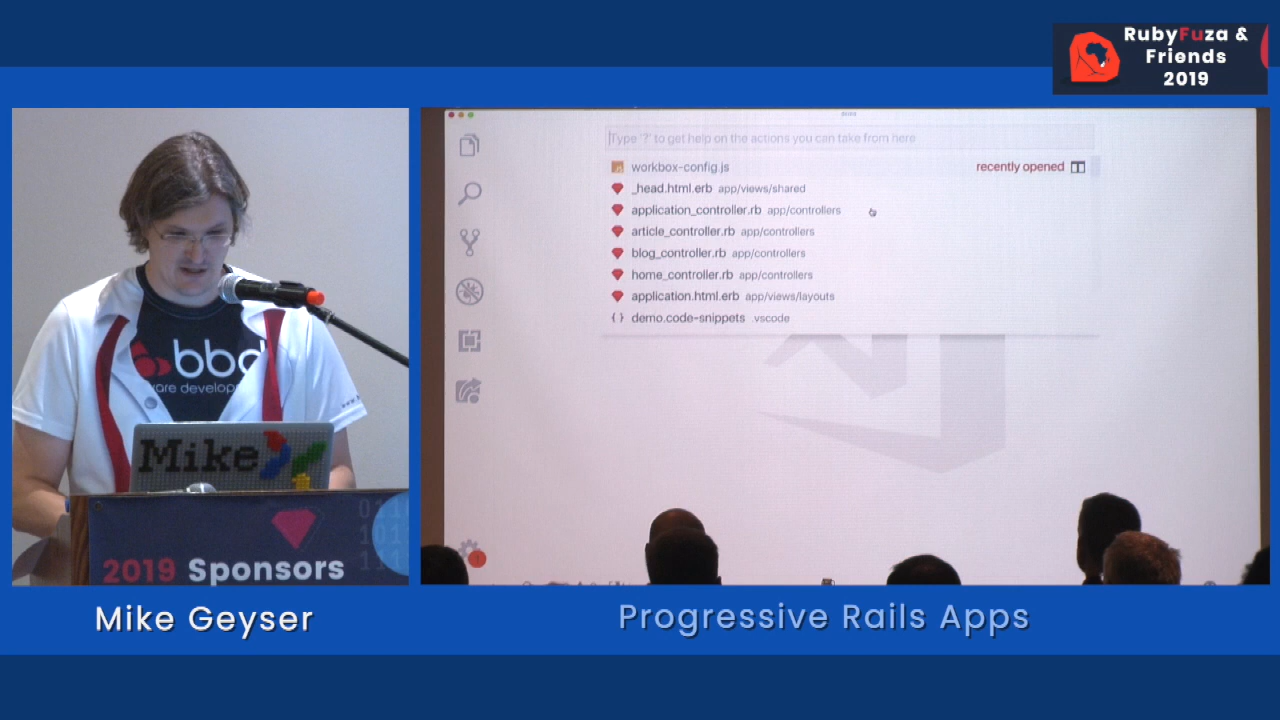 RubyFuza &
Friends
2019
Type '?' to get help on the actions you can take from here
workbox-config.js recently opened
_head.html.erb app/views/shared
application_controller.rb app/controllers
article_controller.rb app/controllers
blog_controller.rb app/controllers
home_controller.rb app/controllers
application.html.erb app/views/layouts
{ } demo.code-snippets .vscode
bbd
Mike
2019 Sponsors
Mike Geyser
Progressive Rails Apps